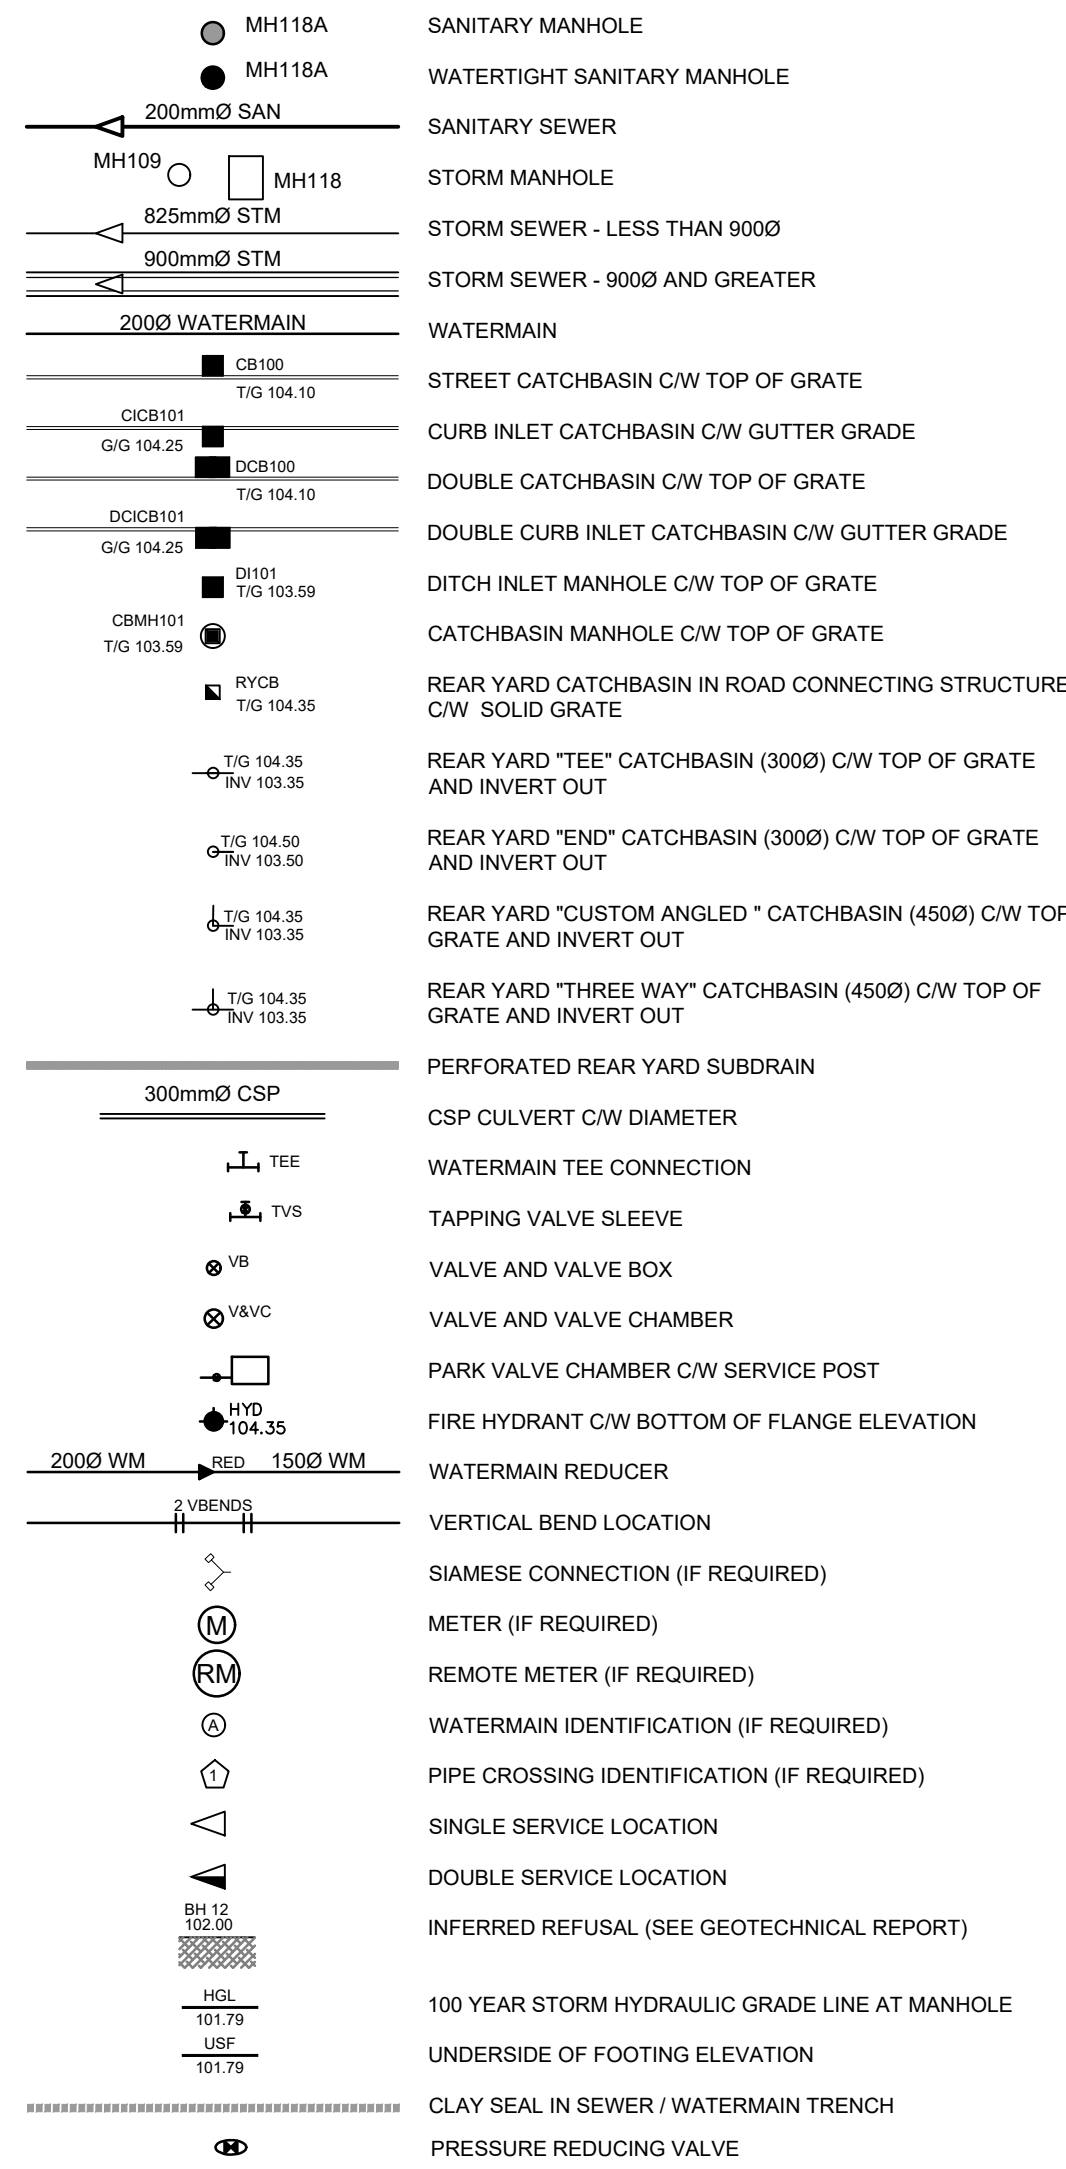 MH118A SANITARY MANHOLE
MH118A WATERTIGHT SANITARY MANHOLE
200mmØ SAN SANITARY SEWER
MH109 MH118 STORM MANHOLE
825mmØ STM STORM SEWER - LESS THAN 900Ø
900mmØ STM STORM SEWER - 900Ø AND GREATER
200Ø WATERMAIN WATERMAIN
CB100
T/G 104.10
STREET CATCHBASIN C/W TOP OF GRATE
CICB101
G/G 104.25
CURB INLET CATCHBASIN C/W GUTTER GRADE
DCB100
T/G 104.10
DOUBLE CATCHBASIN C/W TOP OF GRATE
DCICB101
G/G 104.25
DOUBLE CURB INLET CATCHBASIN C/W GUTTER GRADE
DI101
T/G 103.59
DITCH INLET MANHOLE C/W TOP OF GRATE
CBMH101
T/G 103.59
CATCHBASIN MANHOLE C/W TOP OF GRATE
RYCB
T/G 104.35
REAR YARD CATCHBASIN IN ROAD CONNECTING STRUCTURE
C/W SOLID GRATE
T/G 104.35
INV 103.35
REAR YARD "TEE" CATCHBASIN (300Ø) C/W TOP OF GRATE
AND INVERT OUT
T/G 104.50
INV 103.50
REAR YARD "END" CATCHBASIN (300Ø) C/W TOP OF GRATE
AND INVERT OUT
T/G 104.35
INV 103.35
REAR YARD "CUSTOM ANGLED " CATCHBASIN (450Ø) C/W TOP
GRATE AND INVERT OUT
T/G 104.35
INV 103.35
REAR YARD "THREE WAY" CATCHBASIN (450Ø) C/W TOP OF
GRATE AND INVERT OUT
PERFORATED REAR YARD SUBDRAIN
300mmØ CSP CSP CULVERT C/W DIAMETER
TEE WATERMAIN TEE CONNECTION
TVS TAPPING VALVE SLEEVE
VB VALVE AND VALVE BOX
V&VC VALVE AND VALVE CHAMBER
PARK VALVE CHAMBER C/W SERVICE POST
HYD
104.35
FIRE HYDRANT C/W BOTTOM OF FLANGE ELEVATION
200Ø WM RED 150Ø WM WATERMAIN REDUCER
2 VBENDS VERTICAL BEND LOCATION
SIAMESE CONNECTION (IF REQUIRED)
M METER (IF REQUIRED)
RM REMOTE METER (IF REQUIRED)
A WATERMAIN IDENTIFICATION (IF REQUIRED)
1 PIPE CROSSING IDENTIFICATION (IF REQUIRED)
SINGLE SERVICE LOCATION
DOUBLE SERVICE LOCATION
BH 12
102.00
INFERRED REFUSAL (SEE GEOTECHNICAL REPORT)
HGL
101.79
100 YEAR STORM HYDRAULIC GRADE LINE AT MANHOLE
USF
101.79
UNDERSIDE OF FOOTING ELEVATION
CLAY SEAL IN SEWER / WATERMAIN TRENCH
PRESSURE REDUCING VALVE